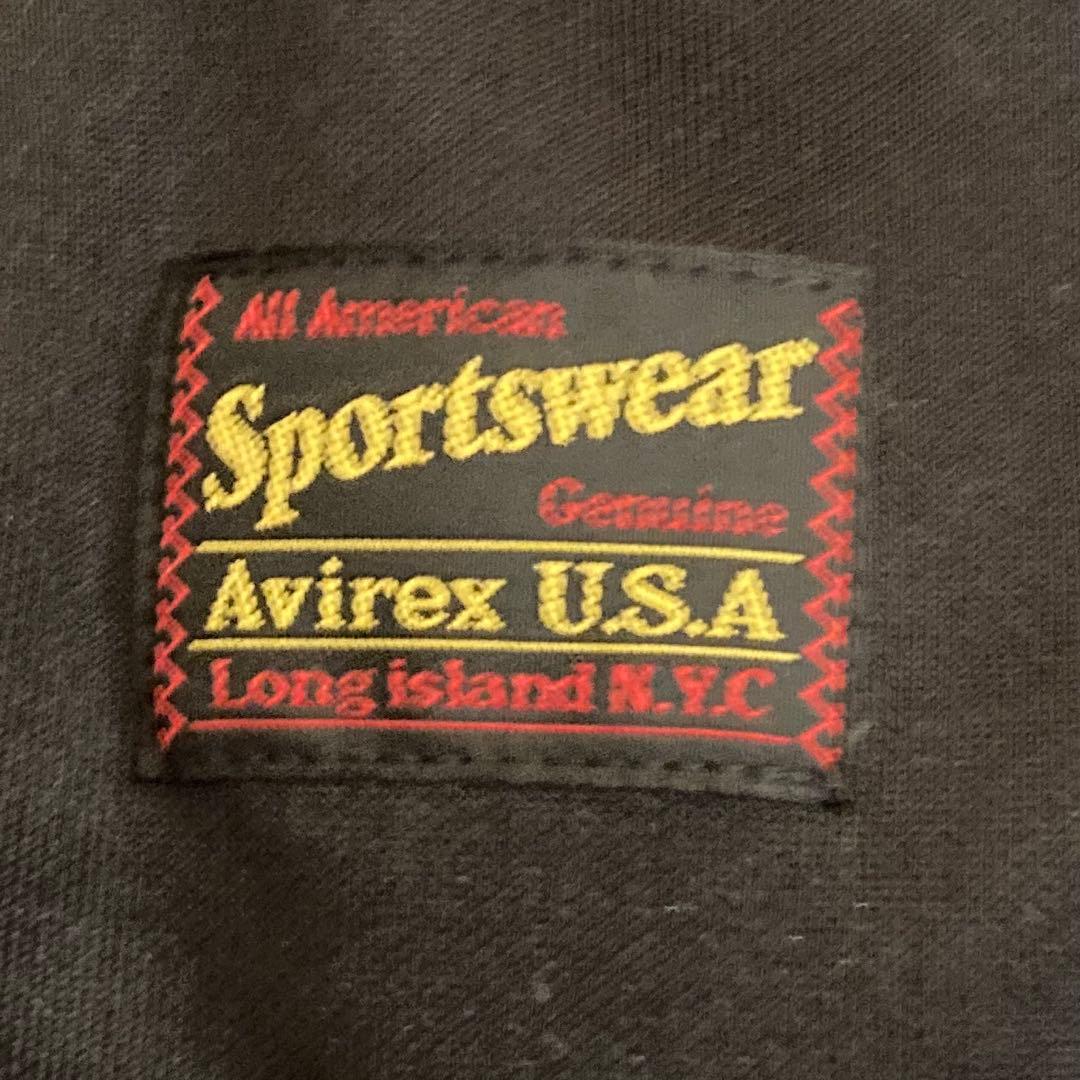 All American
Sportswear
Genuine
Avirex U.S.A
Long island N.Y.C